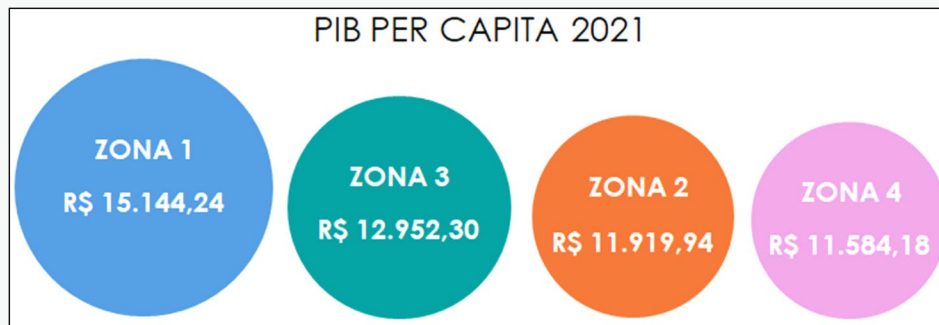 PIB PER CAPITA 2021
ZONA 1
R$ 15.144,24
ZONA 3
R$ 12.952,30
ZONA 2
R$ 11.919,94
ZONA 4
R$ 11.584,18